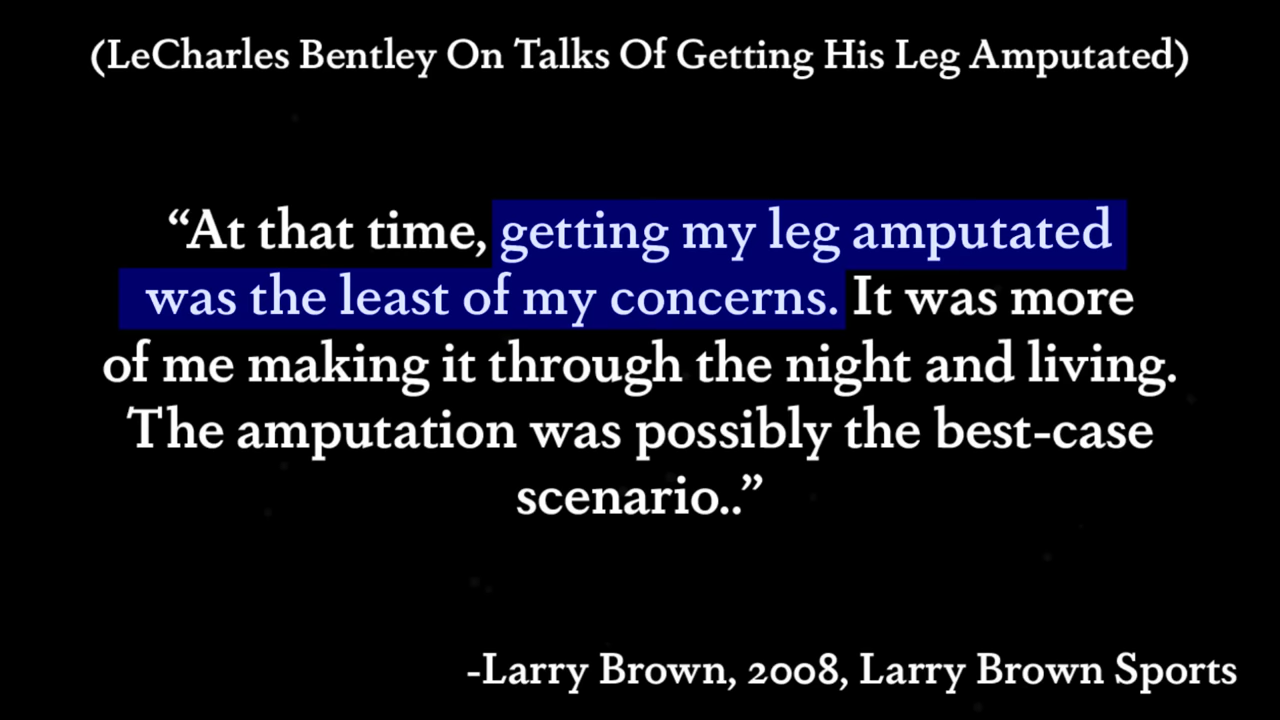 (LeCharles Bentley On Talks Of Getting His Leg Amputated)
“At that time, getting my leg amputated
was the least of my concerns. It was more
of me making it through the night and living.
The amputation was possibly the best-case
scenario..”
-Larry Brown, 2008, Larry Brown Sports